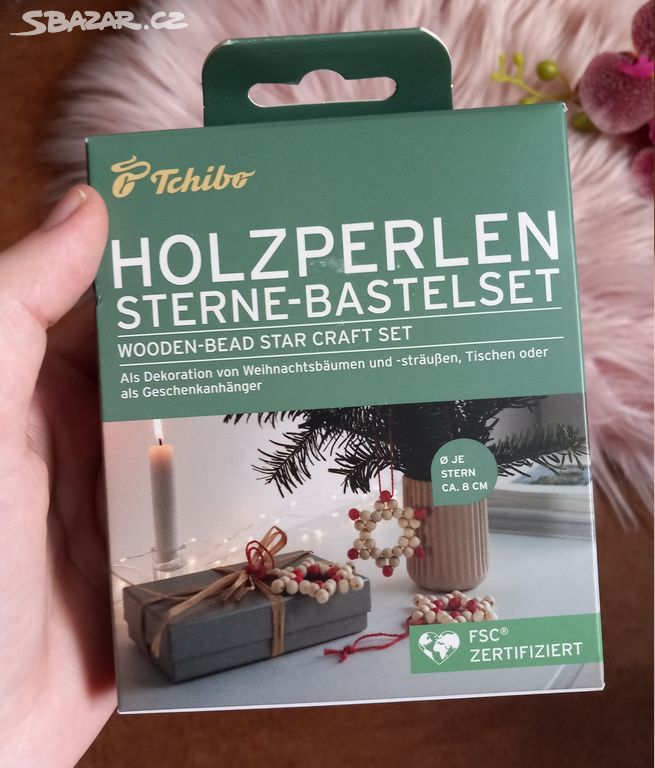 SBAZAR.CZ
Tchibo
HOLZPERLEN
STERNE-BASTELSET
WOODEN-BEAD STAR CRAFT SET
Als Dekoration von Weihnachtsbäumen und -sträußen, Tischen oder
als Geschenkanhänger
Ø JE
STERN
CA. 8 CM
FSC®
ZERTIFIZIERT